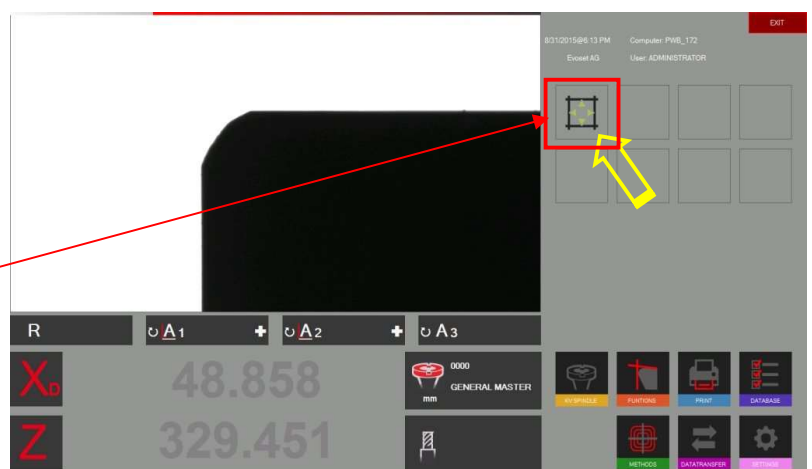 EXIT
8/31/2015@6:13 PM Computer: PWB_172
Evoset AG User: ADMINISTRATOR
R A1 A2 A3
XD 48.858 0000
GENERAL MASTER
mm
Z 329.451
KV SPINDLE FUNTIONS PRINT DATABASE
METHODS DATATRANSFER SETTINGS